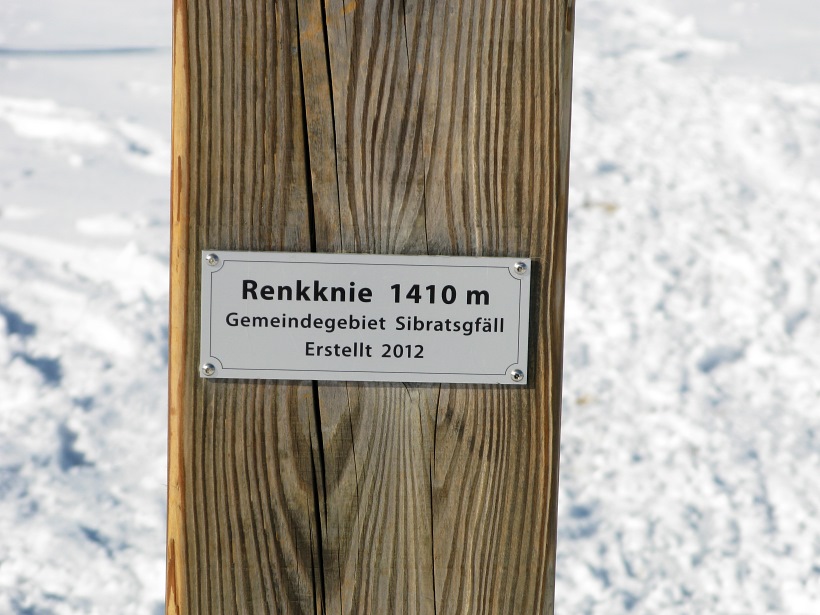 Renkknie 1410 m
Gemeindegebiet Sibratsgfäll
Erstellt 2012